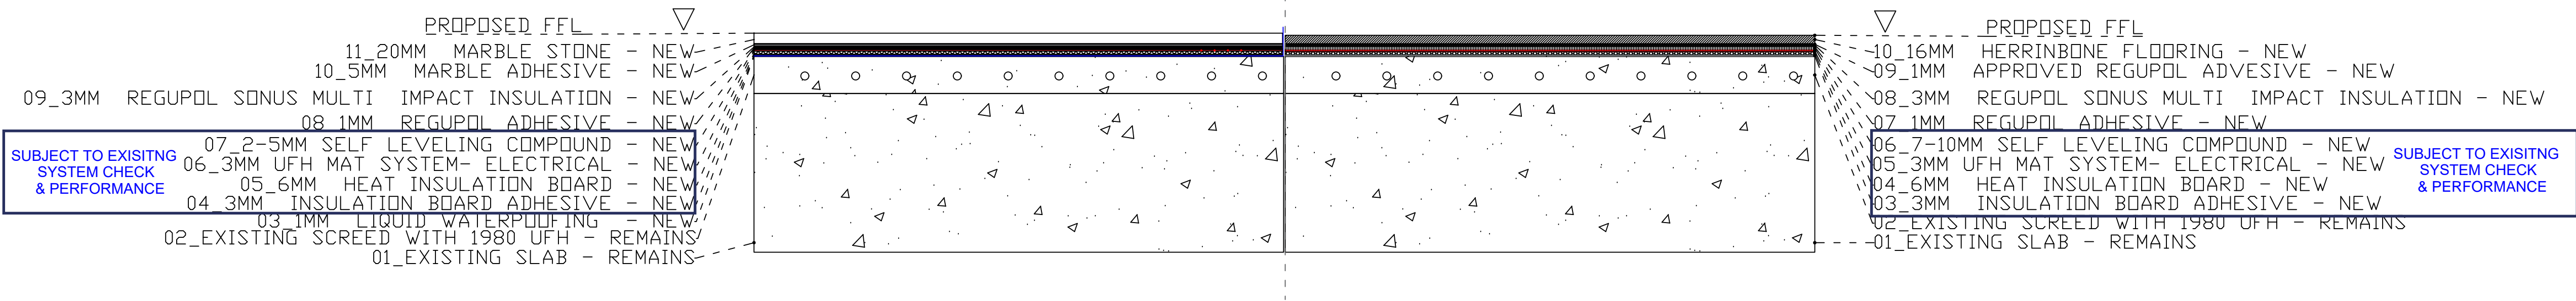 PROPOSED FFL
11_20MM MARBLE STONE - NEW
10_5MM MARBLE ADHESIVE - NEW
09_3MM REGUPOL SONUS MULTI IMPACT INSULATION - NEW
08_1MM REGUPOL ADHESIVE - NEW
07_2-5MM SELF LEVELING COMPOUND - NEW
06_3MM UFH MAT SYSTEM- ELECTRICAL - NEW
05_6MM HEAT INSULATION BOARD - NEW
04_3MM INSULATION BOARD ADHESIVE - NEW
03_1MM LIQUID WATERPOOFING - NEW
02_EXISTING SCREED WITH 1980 UFH - REMAINS
01_EXISTING SLAB - REMAINS
SUBJECT TO EXISITNG
SYSTEM CHECK
& PERFORMANCE
PROPOSED FFL
10_16MM HERRINBONE FLOORING - NEW
09_1MM APPROVED REGUPOL ADVESIVE - NEW
08_3MM REGUPOL SONUS MULTI IMPACT INSULATION - NEW
07_1MM REGUPOL ADHESIVE - NEW
06_7-10MM SELF LEVELING COMPOUND - NEW
05_3MM UFH MAT SYSTEM- ELECTRICAL - NEW
04_6MM HEAT INSULATION BOARD - NEW
03_3MM INSULATION BOARD ADHESIVE - NEW
02_EXISTING SCREED WITH 1980 UFH - REMAINS
01_EXISTING SLAB - REMAINS
SUBJECT TO EXISITNG
SYSTEM CHECK
& PERFORMANCE